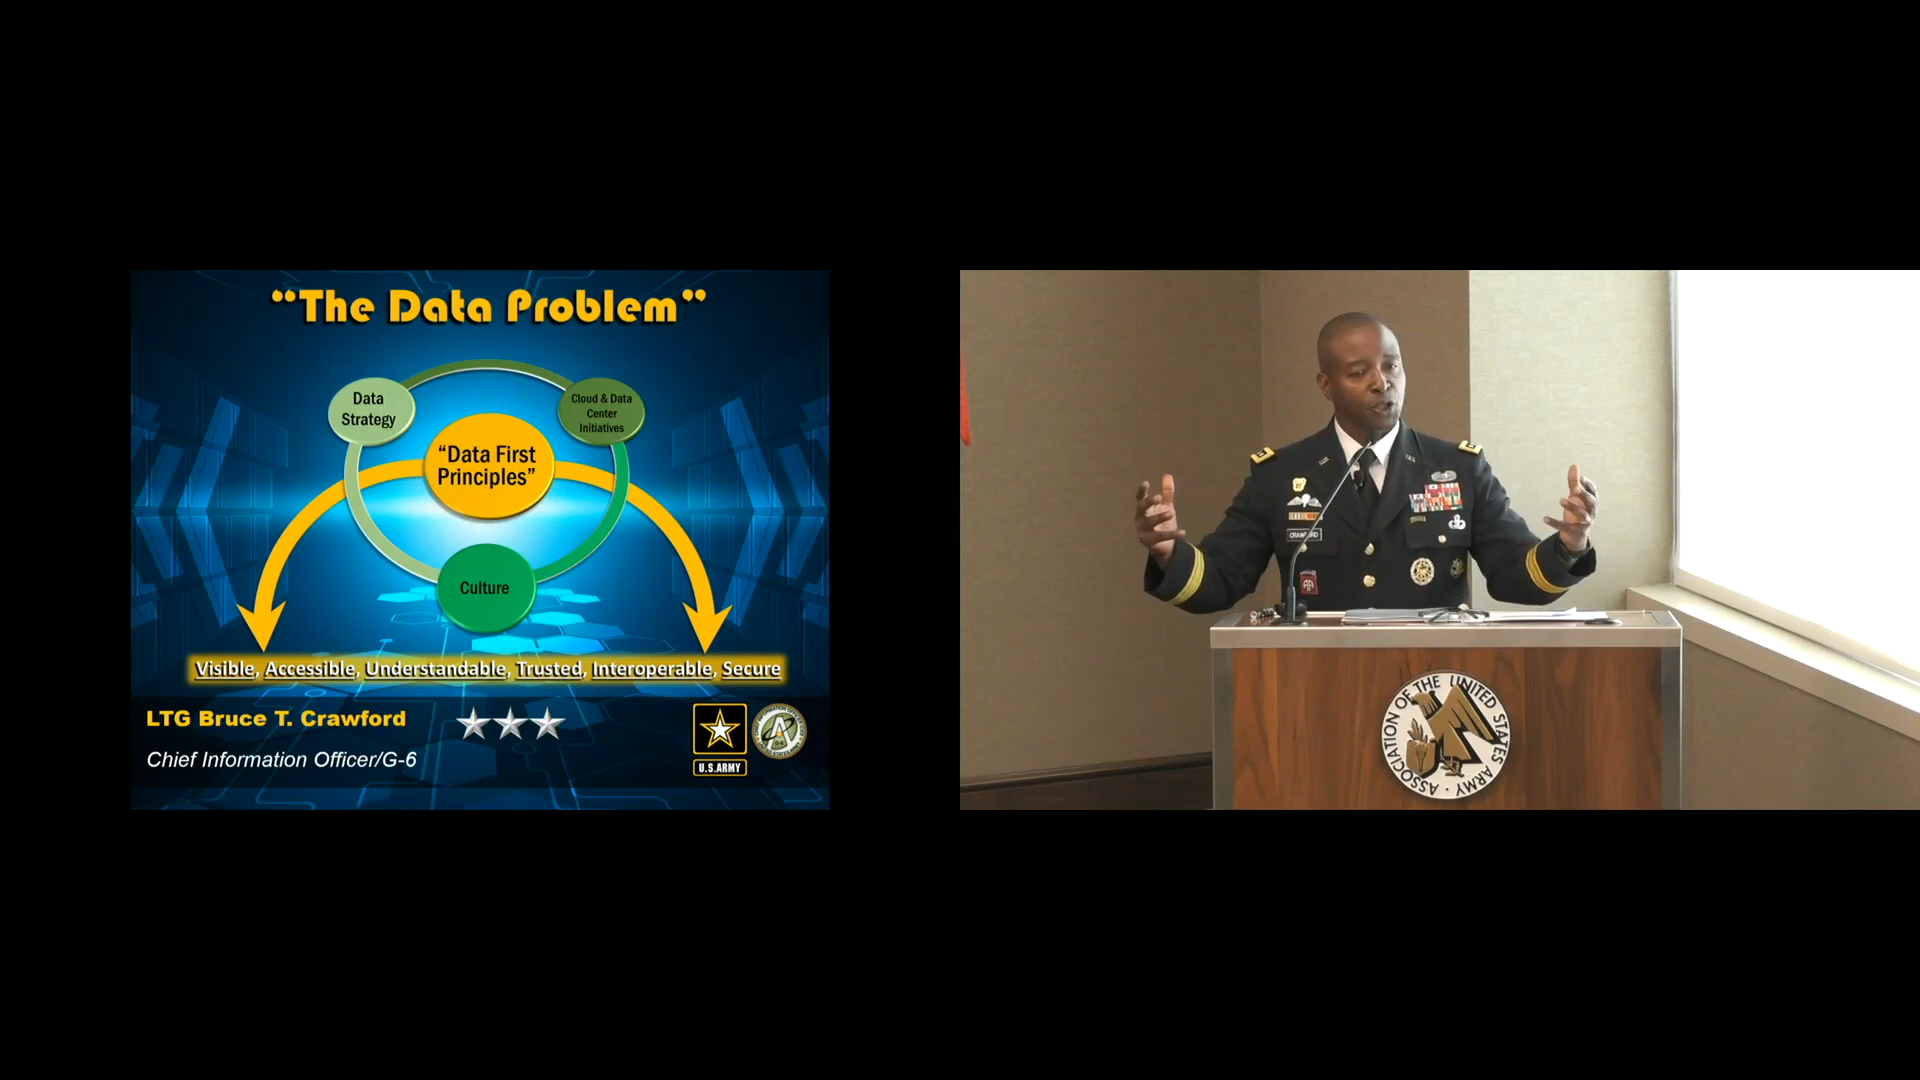 “The Data Problem”
Data
Strategy
Cloud & Data
Center
Initiatives
“Data First
Principles”
Culture
Visible, Accessible, Understandable, Trusted, Interoperable, Secure
LTG Bruce T. Crawford
Chief Information Officer/G-6
U.S.ARMY
CRAWFORD
ASSOCIATION OF THE UNITED STATES ARMY